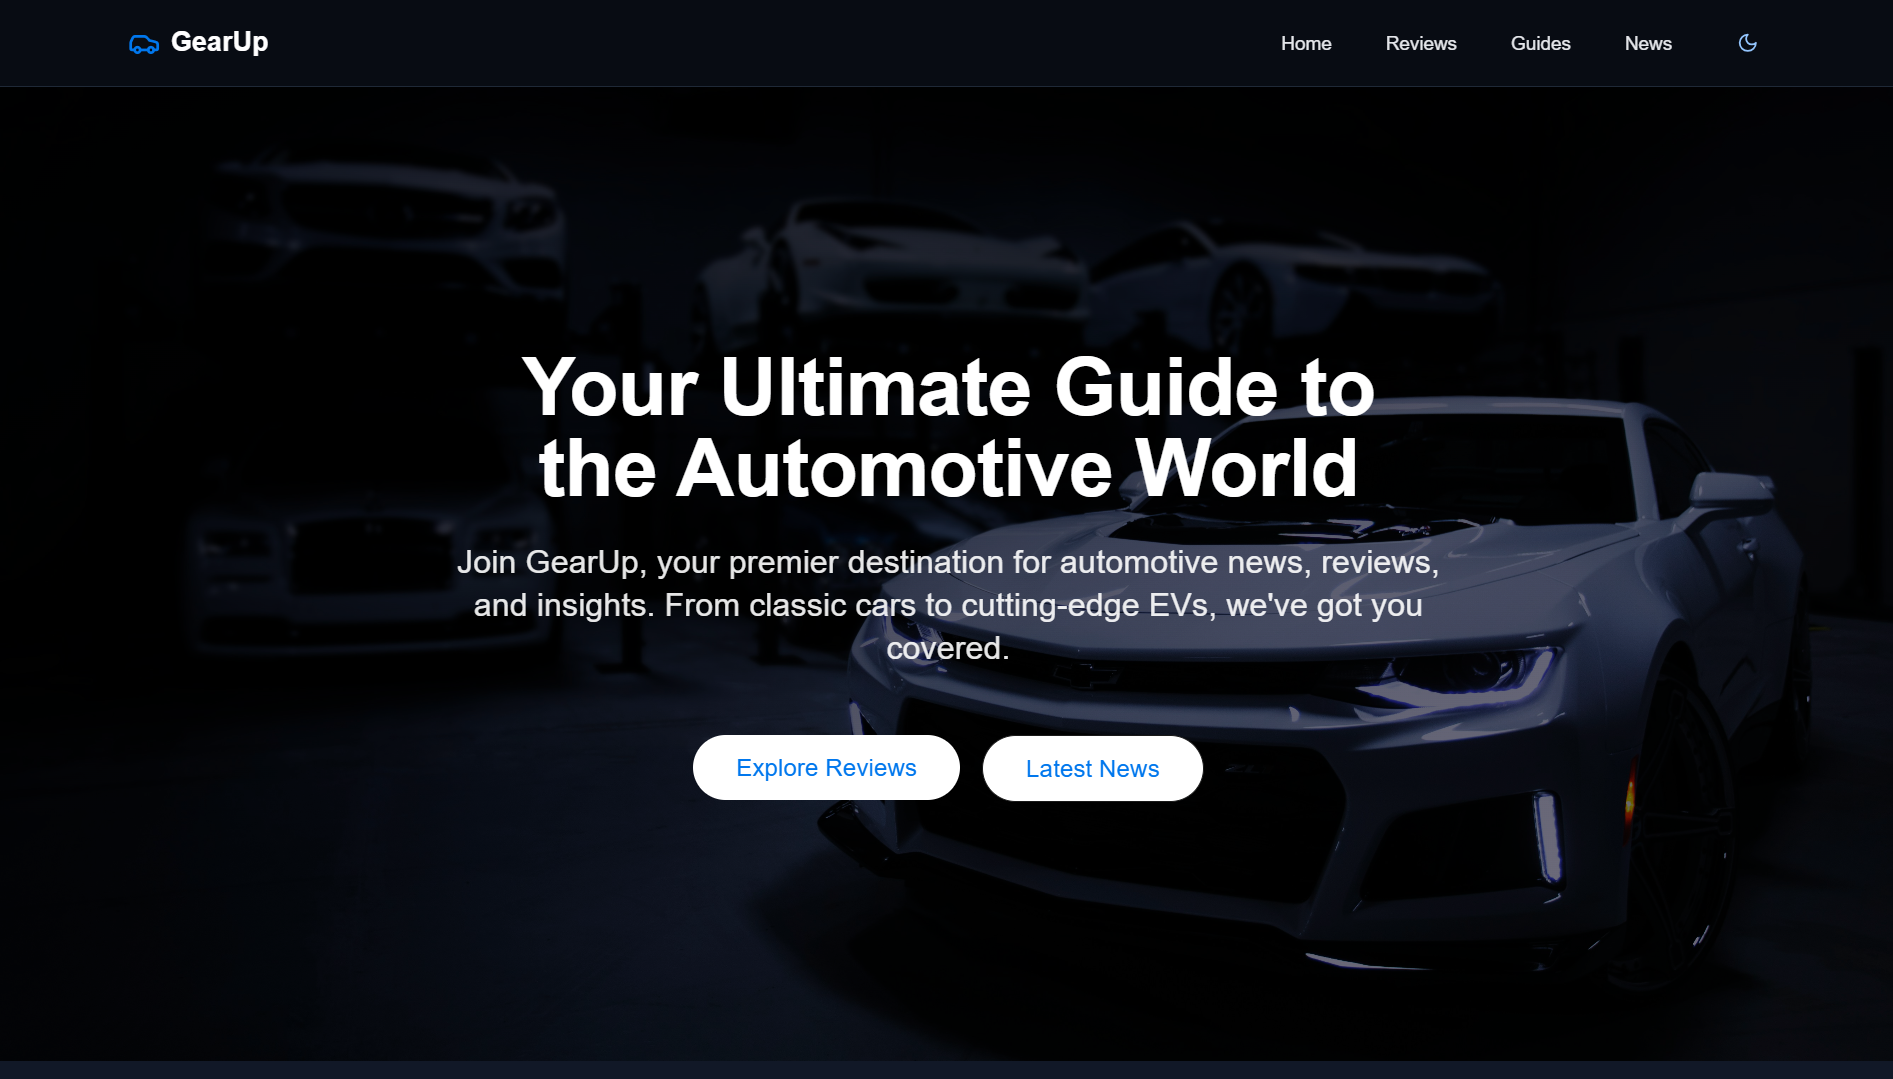 GearUp
Home Reviews Guides News
Your Ultimate Guide to
the Automotive World
Join GearUp, your premier destination for automotive news, reviews,
and insights. From classic cars to cutting-edge EVs, we've got you
covered.
Explore Reviews Latest News